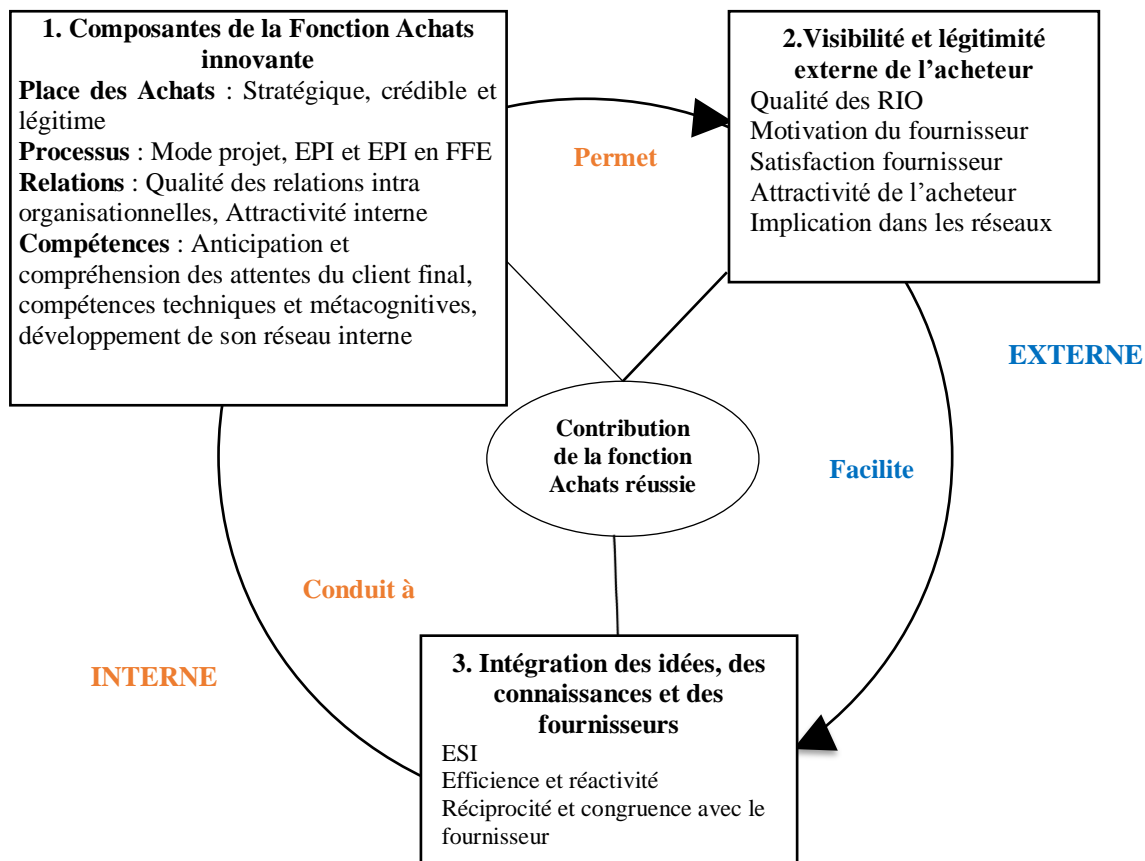 1. Composantes de la Fonction Achats
innovante
Place des Achats : Stratégique, crédible et
légitime
Processus : Mode projet, EPI et EPI en FFE
Relations : Qualité des relations intra
organisationnelles, Attractivité interne
Compétences : Anticipation et
compréhension des attentes du client final,
compétences techniques et métacognitives,
développement de son réseau interne
Permet
2.Visibilité et légitimité
externe de l’acheteur
Qualité des RIO
Motivation du fournisseur
Satisfaction fournisseur
Attractivité de l’acheteur
Implication dans les réseaux
EXTERNE
Facilite
Contribution
de la fonction
Achats réussie
Conduit à
INTERNE
3. Intégration des idées, des
connaissances et des
fournisseurs
ESI
Efficience et réactivité
Réciprocité et congruence avec le
fournisseur